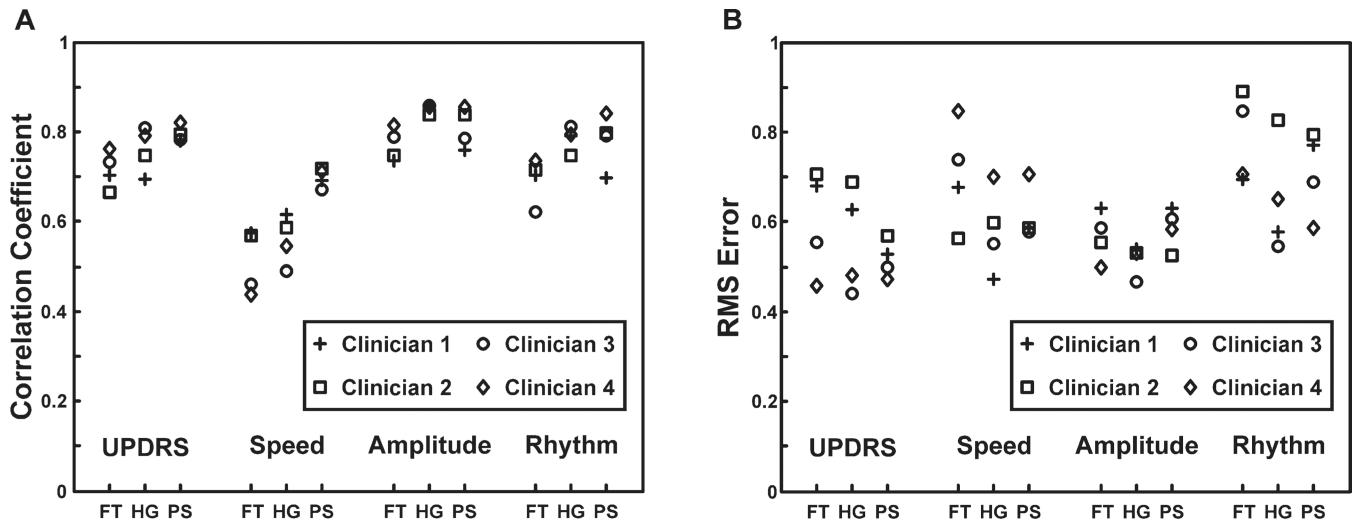 A
B
1
0.8
0.6
0.4
0.2
0
Correlation Coefficient
Clinician 1
Clinician 3
Clinician 2
Clinician 4
UPDRS
Speed
Amplitude
Rhythm
FT HG PS
FT HG PS
FT HG PS
FT HG PS
1
0.8
0.6
0.4
0.2
0
RMS Error
Clinician 1
Clinician 3
Clinician 2
Clinician 4
UPDRS
Speed
Amplitude
Rhythm
FT HG PS
FT HG PS
FT HG PS
FT HG PS